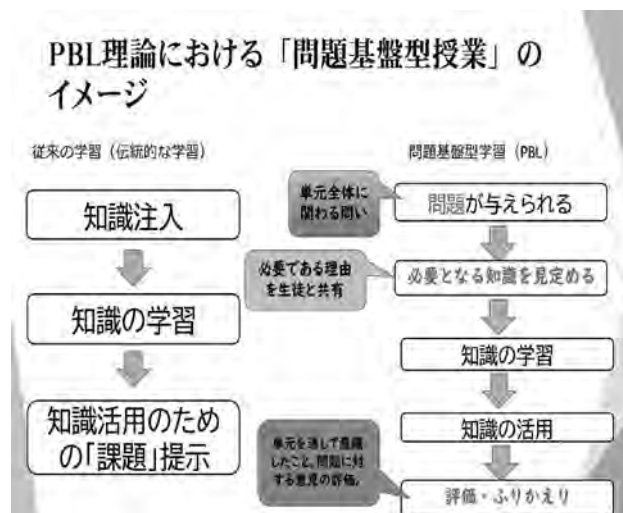 PBL理論における「問題基盤型授業」の
イメージ
従来の学習（伝統的な学習）
知識注入
知識の学習
知識活用のため
の「課題」提示
問題基盤型学習（PBL）
単元全体に
関わる問い
問題が与えられる
必要である理由
を生徒と共有
必要となる知識を見定める
知識の学習
知識の活用
単元を通して意識
したこと、問題に対
する意見の評価。
評価・ふりかえり